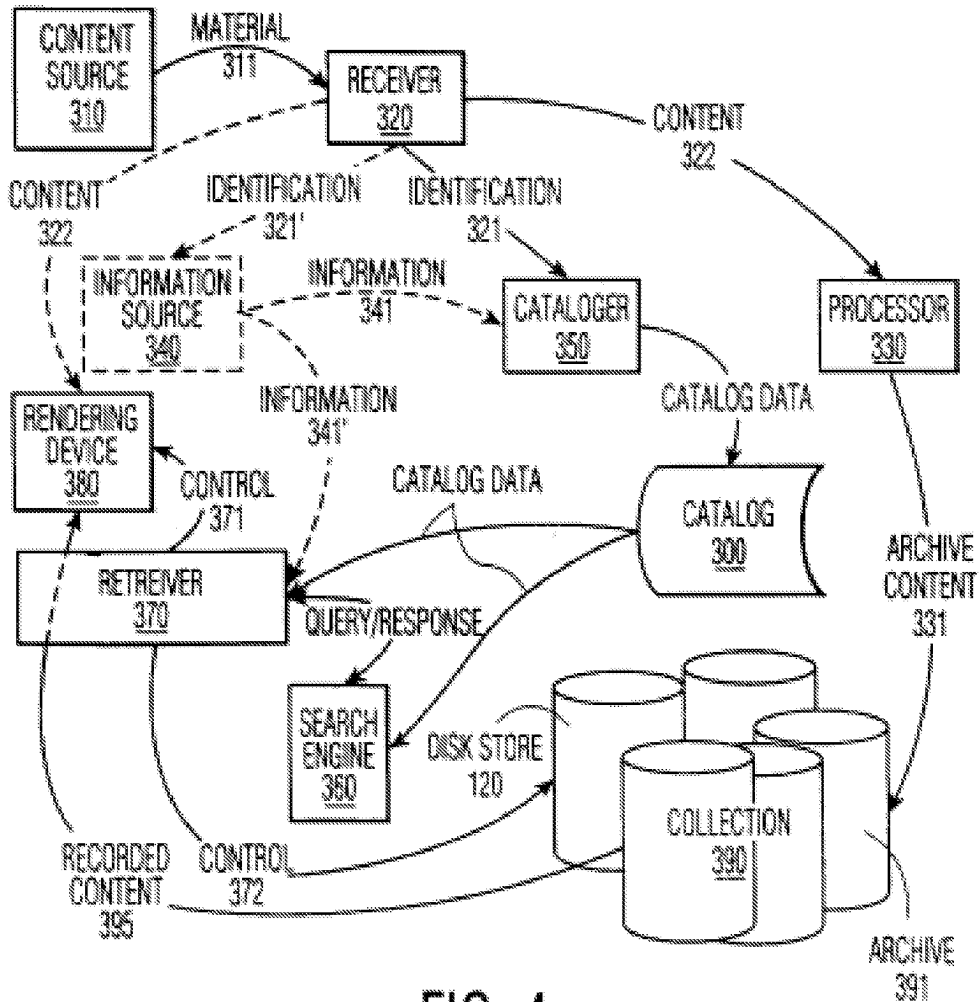 CONTENT
SOURCE
310
MATERIAL
311
RECEIVER
320
CONTENT
322
CONTENT
322
IDENTIFICATION
321'
IDENTIFICATION
321
INFORMATION
SOURCE
340
INFORMATION
341
CATALOGER
350
PROCESSOR
330
INFORMATION
341'
CATALOG DATA
RENDERING
DEVICE
380
CONTROL
371
CATALOG DATA
CATALOG
300
ARCHIVE
CONTENT
331
RETREIVER
370
QUERY/RESPONSE
SEARCH
ENGINE
360
DISK STORE
120
COLLECTION
390
RECORDED
CONTENT
395
CONTROL
372
ARCHIVE
391